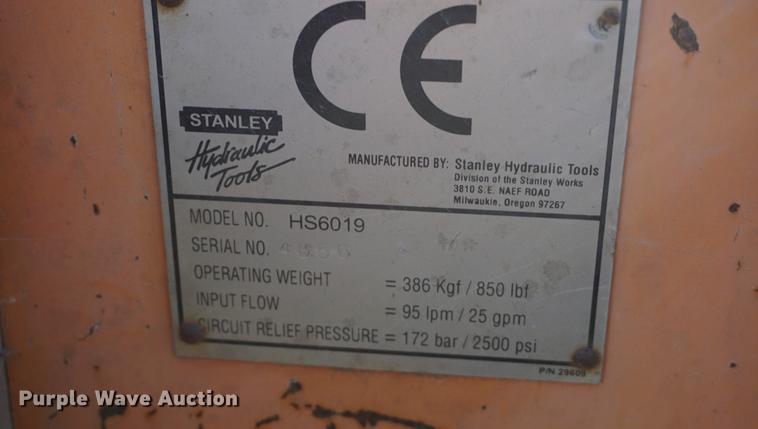 CE
STANLEY
Hydraulic
Tools
MANUFACTURED BY: Stanley Hydraulic Tools
Division of the Stanley Works
3810 S.E. NAEF ROAD
Milwaukie, Oregon 97267
MODEL NO. HS6019
SERIAL NO.
OPERATING WEIGHT = 386 Kgf / 850 lbf
INPUT FLOW = 95 lpm / 25 gpm
CIRCUIT RELIEF PRESSURE = 172 bar / 2500 psi
P/N 29609
Purple Wave Auction